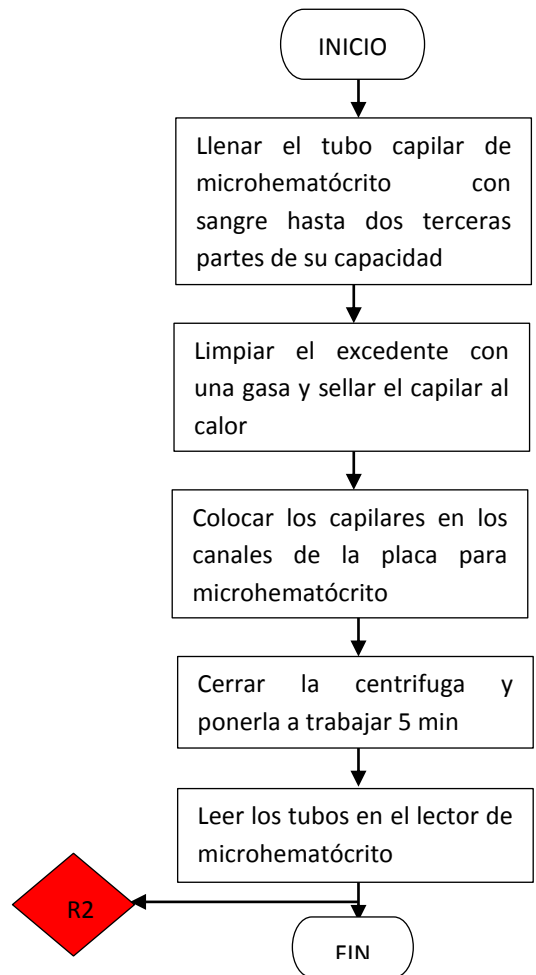 INICIO
Llenar el tubo capilar de
microhematócrito con
sangre hasta dos terceras
partes de su capacidad
Limpiar el excedente con
una gasa y sellar el capilar al
calor
Colocar los capilares en los
canales de la placa para
microhematócrito
Cerrar la centrifuga y
ponerla a trabajar 5 min
Leer los tubos en el lector de
microhematócrito
R2
FIN